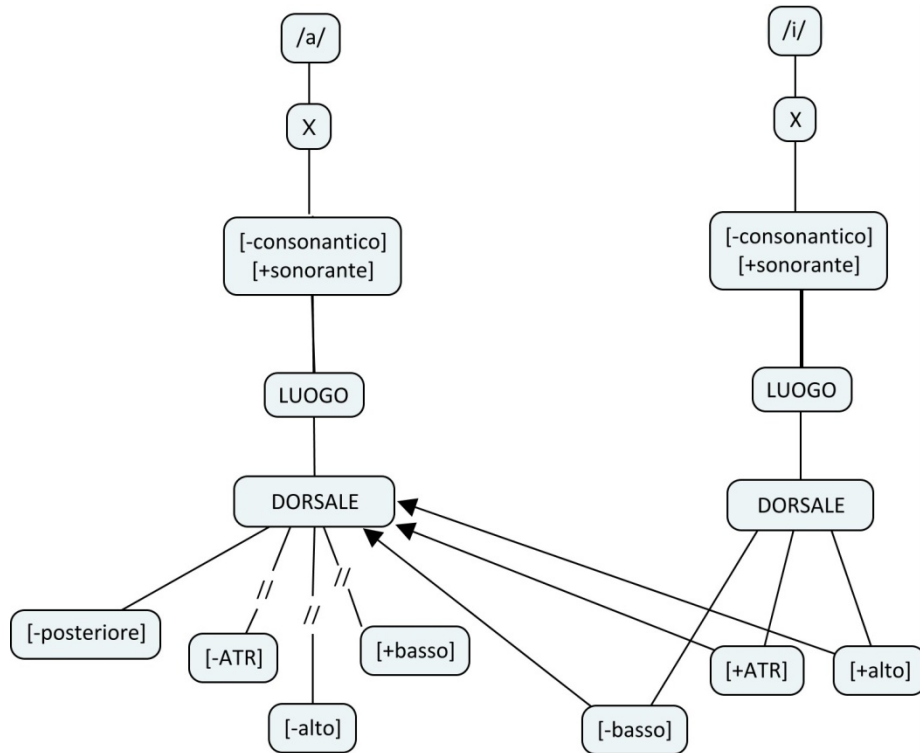 /a/
/i/
X
X
[-consonantico]
[+sonorante]
[-consonantico]
[+sonorante]
LUOGO
LUOGO
DORSALE
DORSALE
[-posteriore]
[-ATR]
[+basso]
[-alto]
[-basso]
[+ATR]
[+alto]